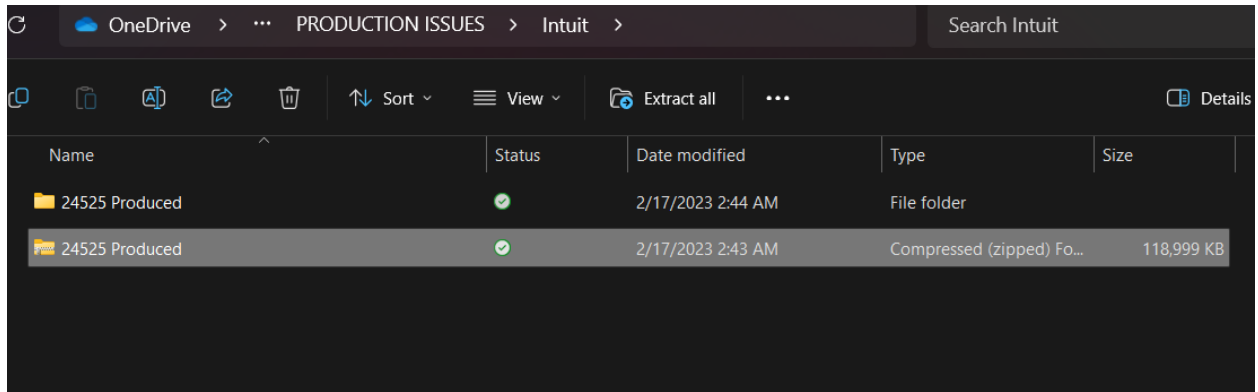 OneDrive > ... PRODUCTION ISSUES > Intuit > Search Intuit
Sort View Extract all ... Details
Name Status Date modified Type Size
24525 Produced 2/17/2023 2:44 AM File folder
24525 Produced 2/17/2023 2:43 AM Compressed (zipped) Fo... 118,999 KB